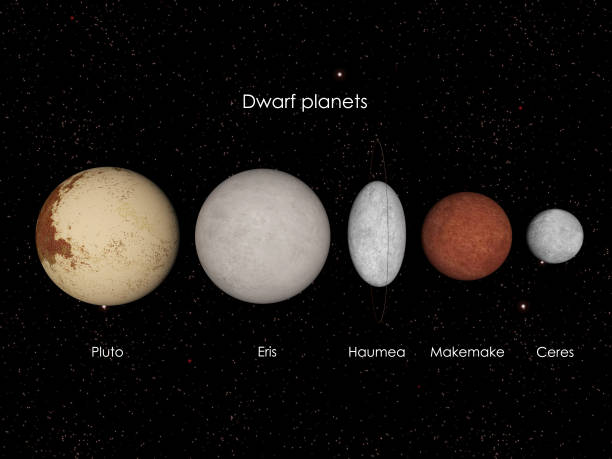 Dwarf planets
Pluto
Eris
Haumea
Makemake
Ceres